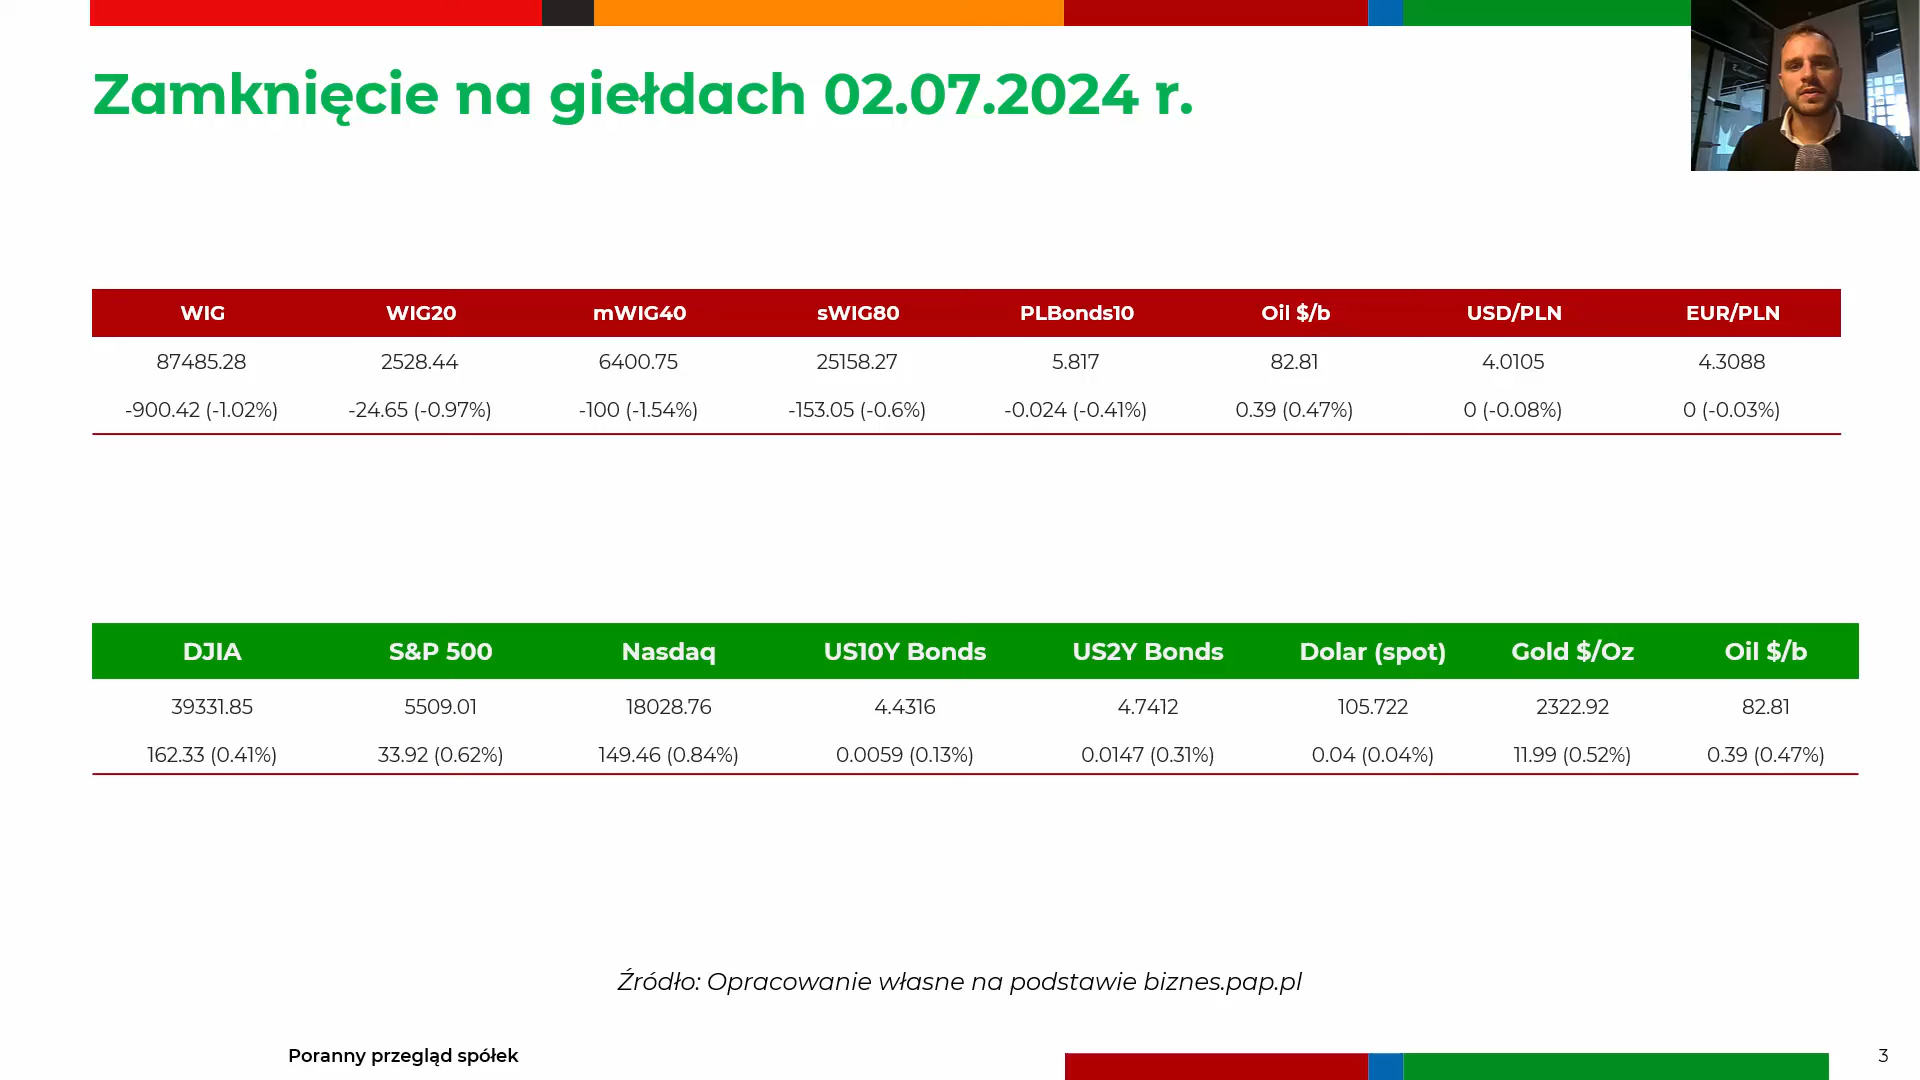 Zamknięcie na giełdach 02.07.2024 r.
WIG WIG20 mWIG40 sWIG80 PLBonds10 Oil $/b USD/PLN EUR/PLN
87485.28 2528.44 6400.75 25158.27 5.817 82.81 4.0105 4.3088
-900.42 (-1.02%) -24.65 (-0.97%) -100 (-1.54%) -153.05 (-0.6%) -0.024 (-0.41%) 0.39 (0.47%) 0 (-0.08%) 0 (-0.03%)
DJIA S&P 500 Nasdaq US10Y Bonds US2Y Bonds Dolar (spot) Gold $/Oz Oil $/b
39331.85 5509.01 18028.76 4.4316 4.7412 105.722 2322.92 82.81
162.33 (0.41%) 33.92 (0.62%) 149.46 (0.84%) 0.0059 (0.13%) 0.0147 (0.31%) 0.04 (0.04%) 11.99 (0.52%) 0.39 (0.47%)
Źródło: Opracowanie własne na podstawie biznes.pap.pl
Poranny przegląd spółek 3